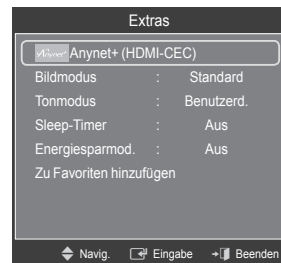 Extras
Anynet+ Anynet+ (HDMI-CEC)
Bildmodus : Standard
Tonmodus : Benutzerd.
Sleep-Timer : Aus
Energiesparmod. : Aus
Zu Favoriten hinzufügen
Navig. Eingabe Beenden